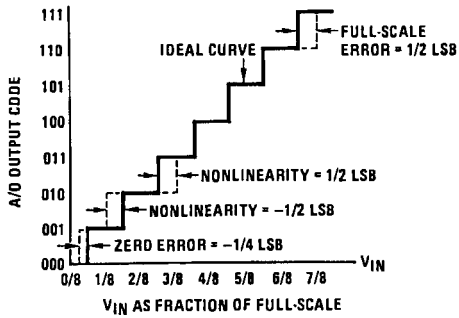 111
110
101
100
011
010
001
000
A/D OUTPUT CODE
FULL-SCALE
ERROR = 1/2 LSB
IDEAL CURVE
NONLINEARITY = 1/2 LSB
NONLINEARITY = -1/2 LSB
ZERO ERROR = -1/4 LSB
0/8 1/8 2/8 3/8 4/8 5/8 6/8 7/8 VIN
VIN AS FRACTION OF FULL-SCALE